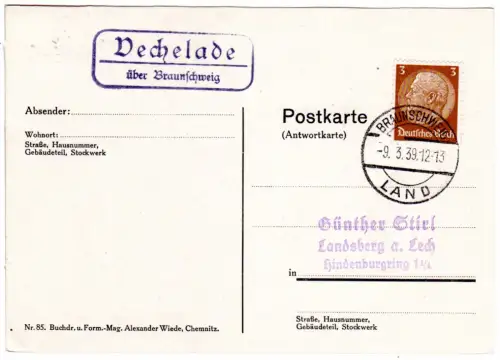 Vechelade
über Braunschweig
Absender:
Wohnort:
Straße, Hausnummer,
Gebäudeteil, Stockwerk
Postkarte
(Antwortkarte)
3 3
Deutsches Reich
BRAUNSCHWEIG
-9. 3. 39. 12-13
LAND
Günther Stirl
Landsberg a. Lech
Hindenburgring
in
Straße, Hausnummer,
Gebäudeteil, Stockwerk
Nr. 85. Buchdr. u. Form.-Mag. Alexander Wiede, Chemnitz.